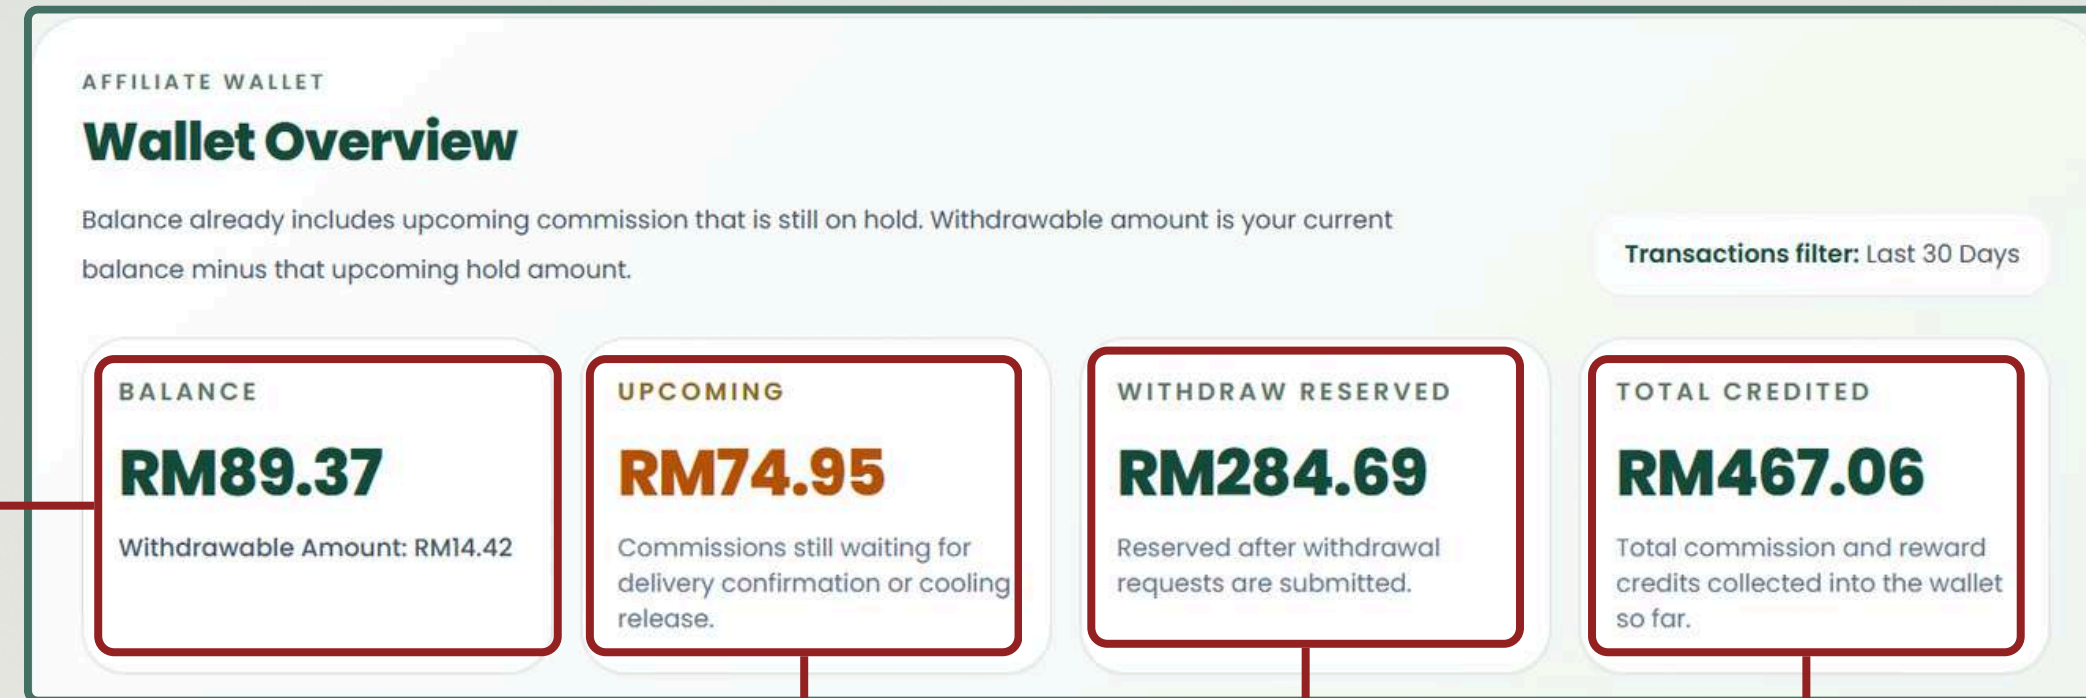 AFFILIATE WALLET
Wallet Overview
Balance already includes upcoming commission that is still on hold. Withdrawable amount is your current
balance minus that upcoming hold amount.
Transactions filter: Last 30 Days
BALANCE
RM89.37
Withdrawable Amount: RM14.42
UPCOMING
RM74.95
Commissions still waiting for
delivery confirmation or cooling
release.
WITHDRAW RESERVED
RM284.69
Reserved after withdrawal
requests are submitted.
TOTAL CREDITED
RM467.06
Total commission and reward
credits collected into the wallet
so far.